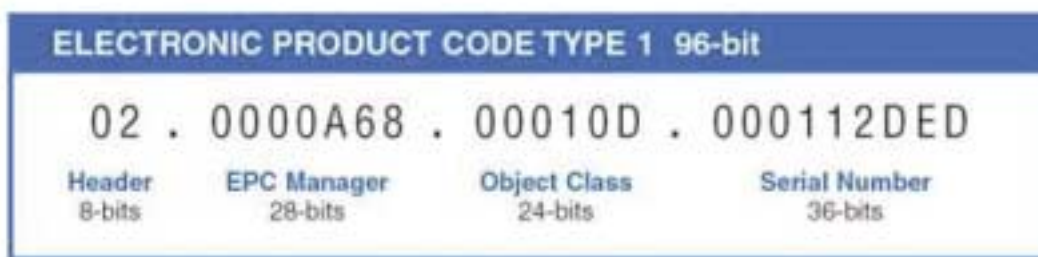 ELECTRONIC PRODUCT CODE TYPE 1 96-bit
02 . 0000A68 . 00010D . 000112DED
Header EPC Manager Object Class Serial Number
8-bits 28-bits 24-bits 36-bits